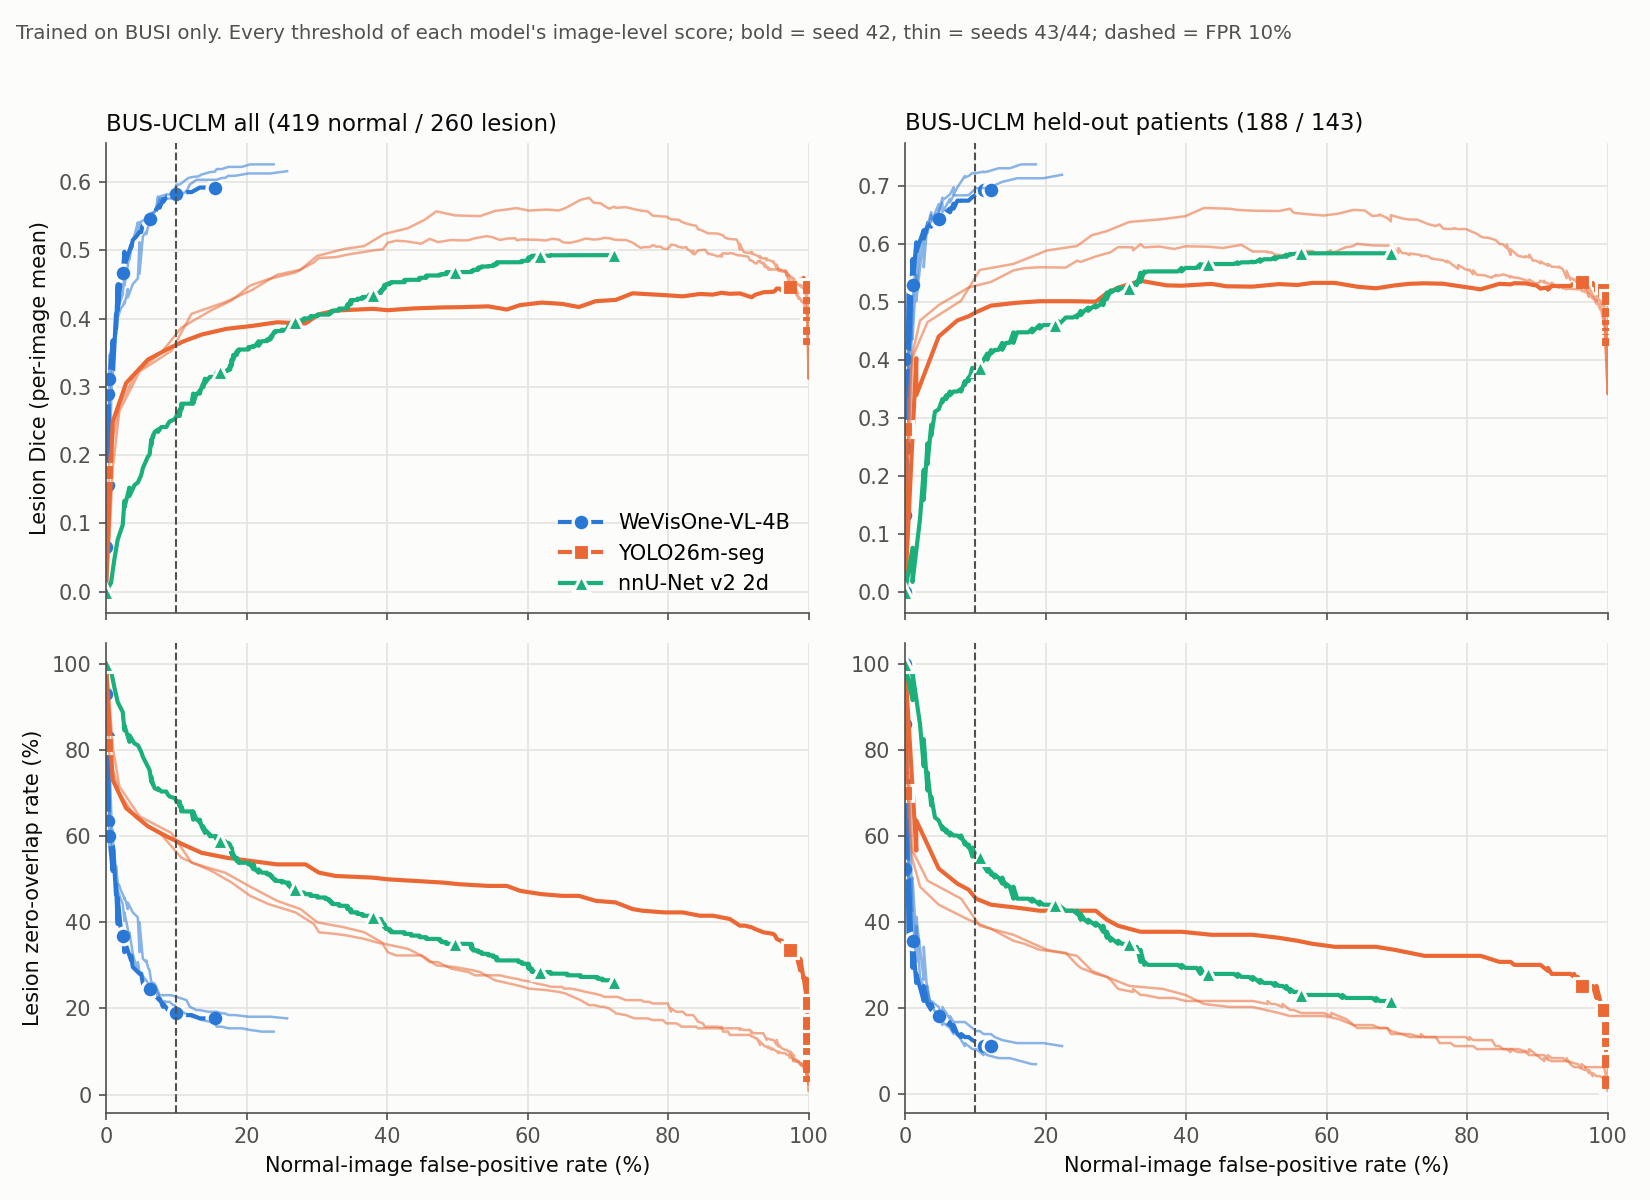 Trained on BUSI only. Every threshold of each model's image-level score; bold = seed 42, thin = seeds 43/44; dashed = FPR 10%
BUS-UCLM all (419 normal / 260 lesion)
Lesion Dice (per-image mean)
0.6
0.5
0.4
0.3
0.2
0.1
0.0
WeVisOne-VL-4B
YOLO26m-seg
nnU-Net v2 2d
BUS-UCLM held-out patients (188 / 143)
0.7
0.6
0.5
0.4
0.3
0.2
0.1
0.0
Lesion zero-overlap rate (%)
100
80
60
40
20
0
0 20 40 60 80 100
Normal-image false-positive rate (%)
100
80
60
40
20
0
0 20 40 60 80 100
Normal-image false-positive rate (%)